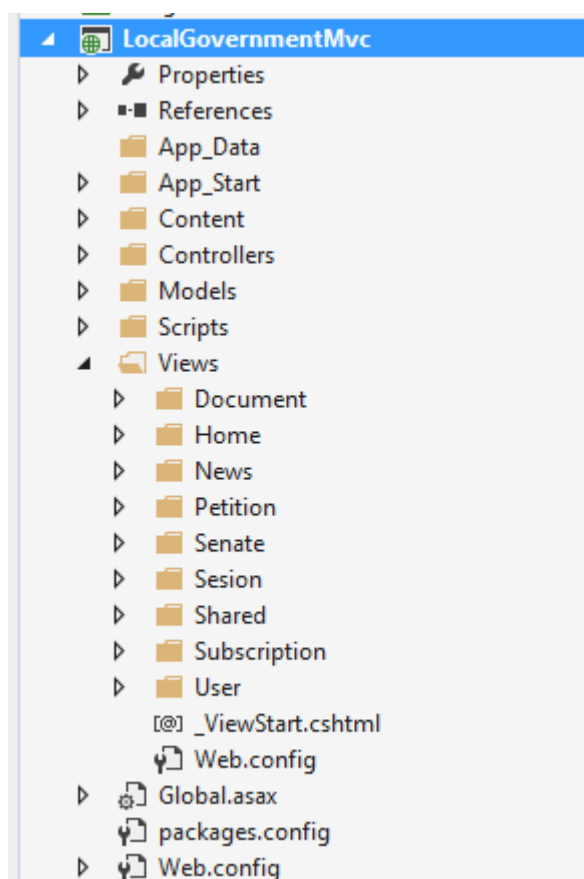 LocalGovernmentMvc
Properties
References
App_Data
App_Start
Content
Controllers
Models
Scripts
Views
Document
Home
News
Petition
Senate
Sesion
Shared
Subscription
User
[@] _ViewStart.cshtml
Web.config
Global.asax
packages.config
Web.config